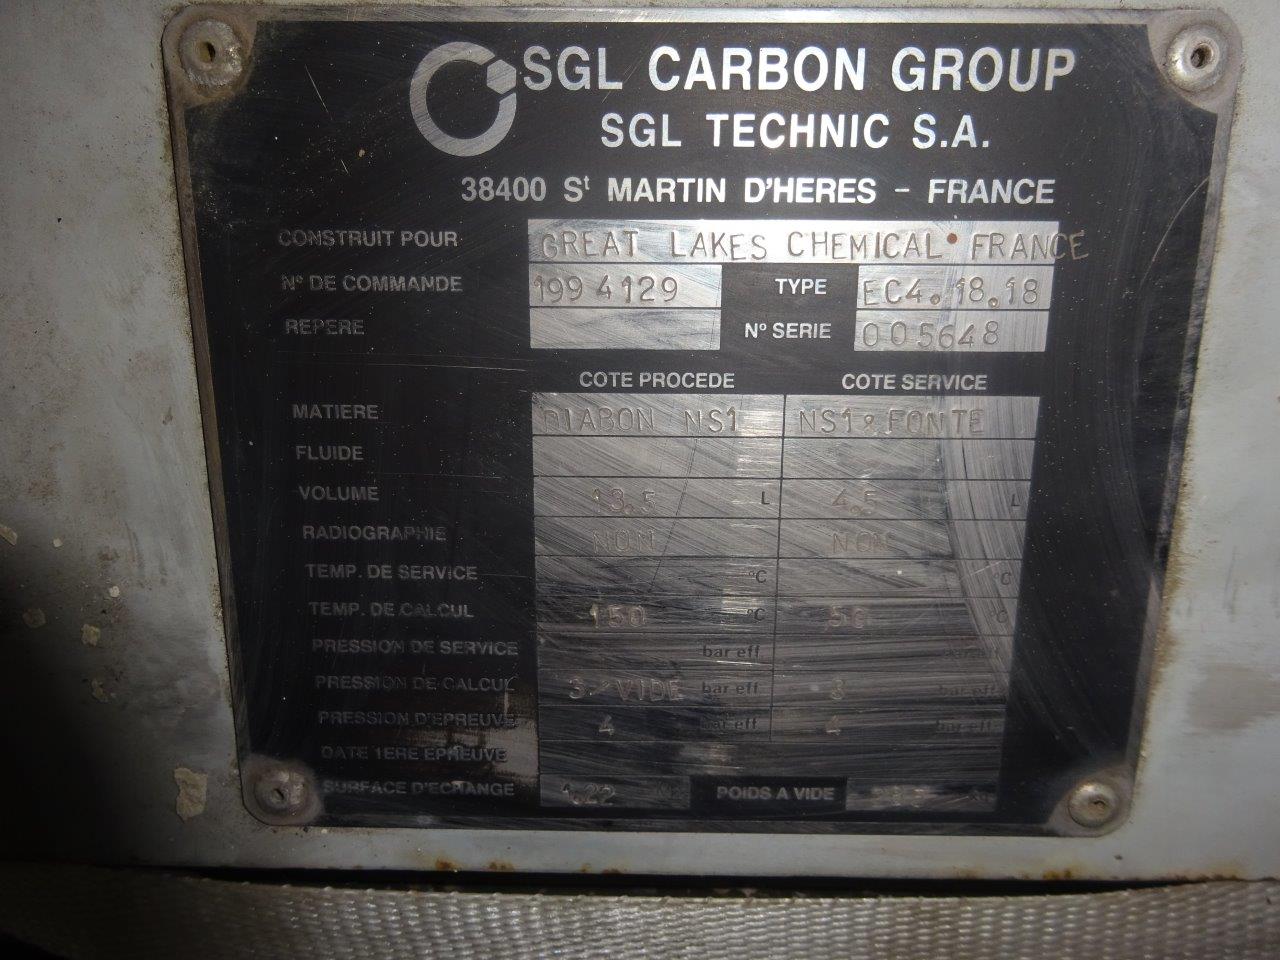 SGL CARBON GROUP
SGL TECHNIC S.A.
38400 St MARTIN D'HERES - FRANCE
CONSTRUIT POUR GREAT LAKES CHEMICAL FRANCE
N° DE COMMANDE 199 4129 TYPE EC4.18.18
REPERE N° SERIE 005648
COTE PROCEDE COTE SERVICE
MATIERE DIABON NS1 NS1 & FONTE
FLUIDE
VOLUME 13.5 L 4.5 L
RADIOGRAPHIE NON NON
TEMP. DE SERVICE °C °C
TEMP. DE CALCUL 150 °C 50 °C
PRESSION DE SERVICE bar eff. bar eff.
PRESSION DE CALCUL 3/VIDE bar eff. 3 bar eff.
PRESSION D'EPREUVE 4 bar eff. 4 bar eff.
DATE 1ERE EPREUVE
SURFACE D'ECHANGE 1.22 M2 POIDS A VIDE